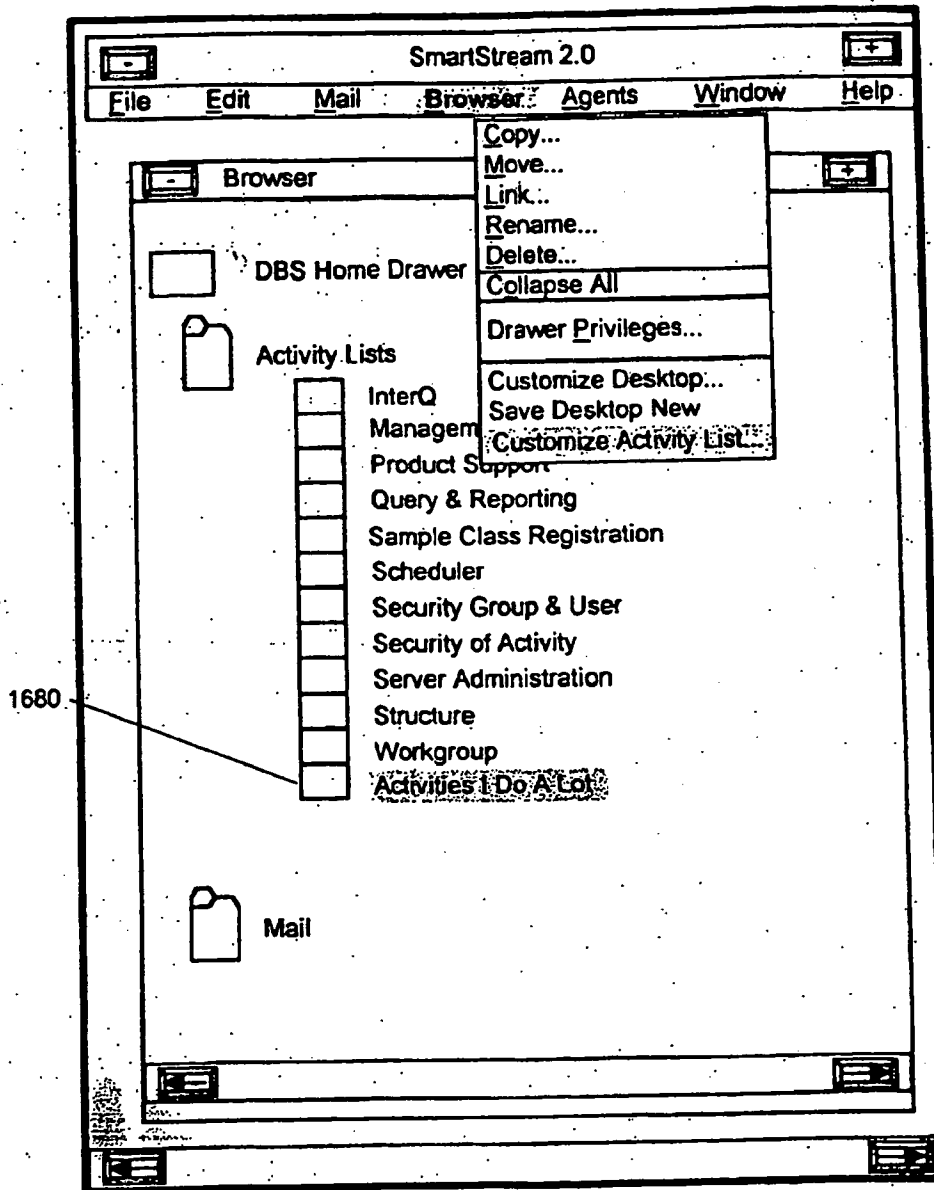 SmartStream 2.0
File Edit Mail Browser Agents Window Help
Copy...
Move...
Link...
Rename...
Delete...
Collapse All
Drawer Privileges...
Customize Desktop...
Save Desktop New
Customize Activity List...
Browser
DBS Home Drawer
Activity Lists
InterQ
Managem
Product Support
Query & Reporting
Sample Class Registration
Scheduler
Security Group & User
Security of Activity
Server Administration
Structure
Workgroup
1680
Activities I Do A Lot
Mail